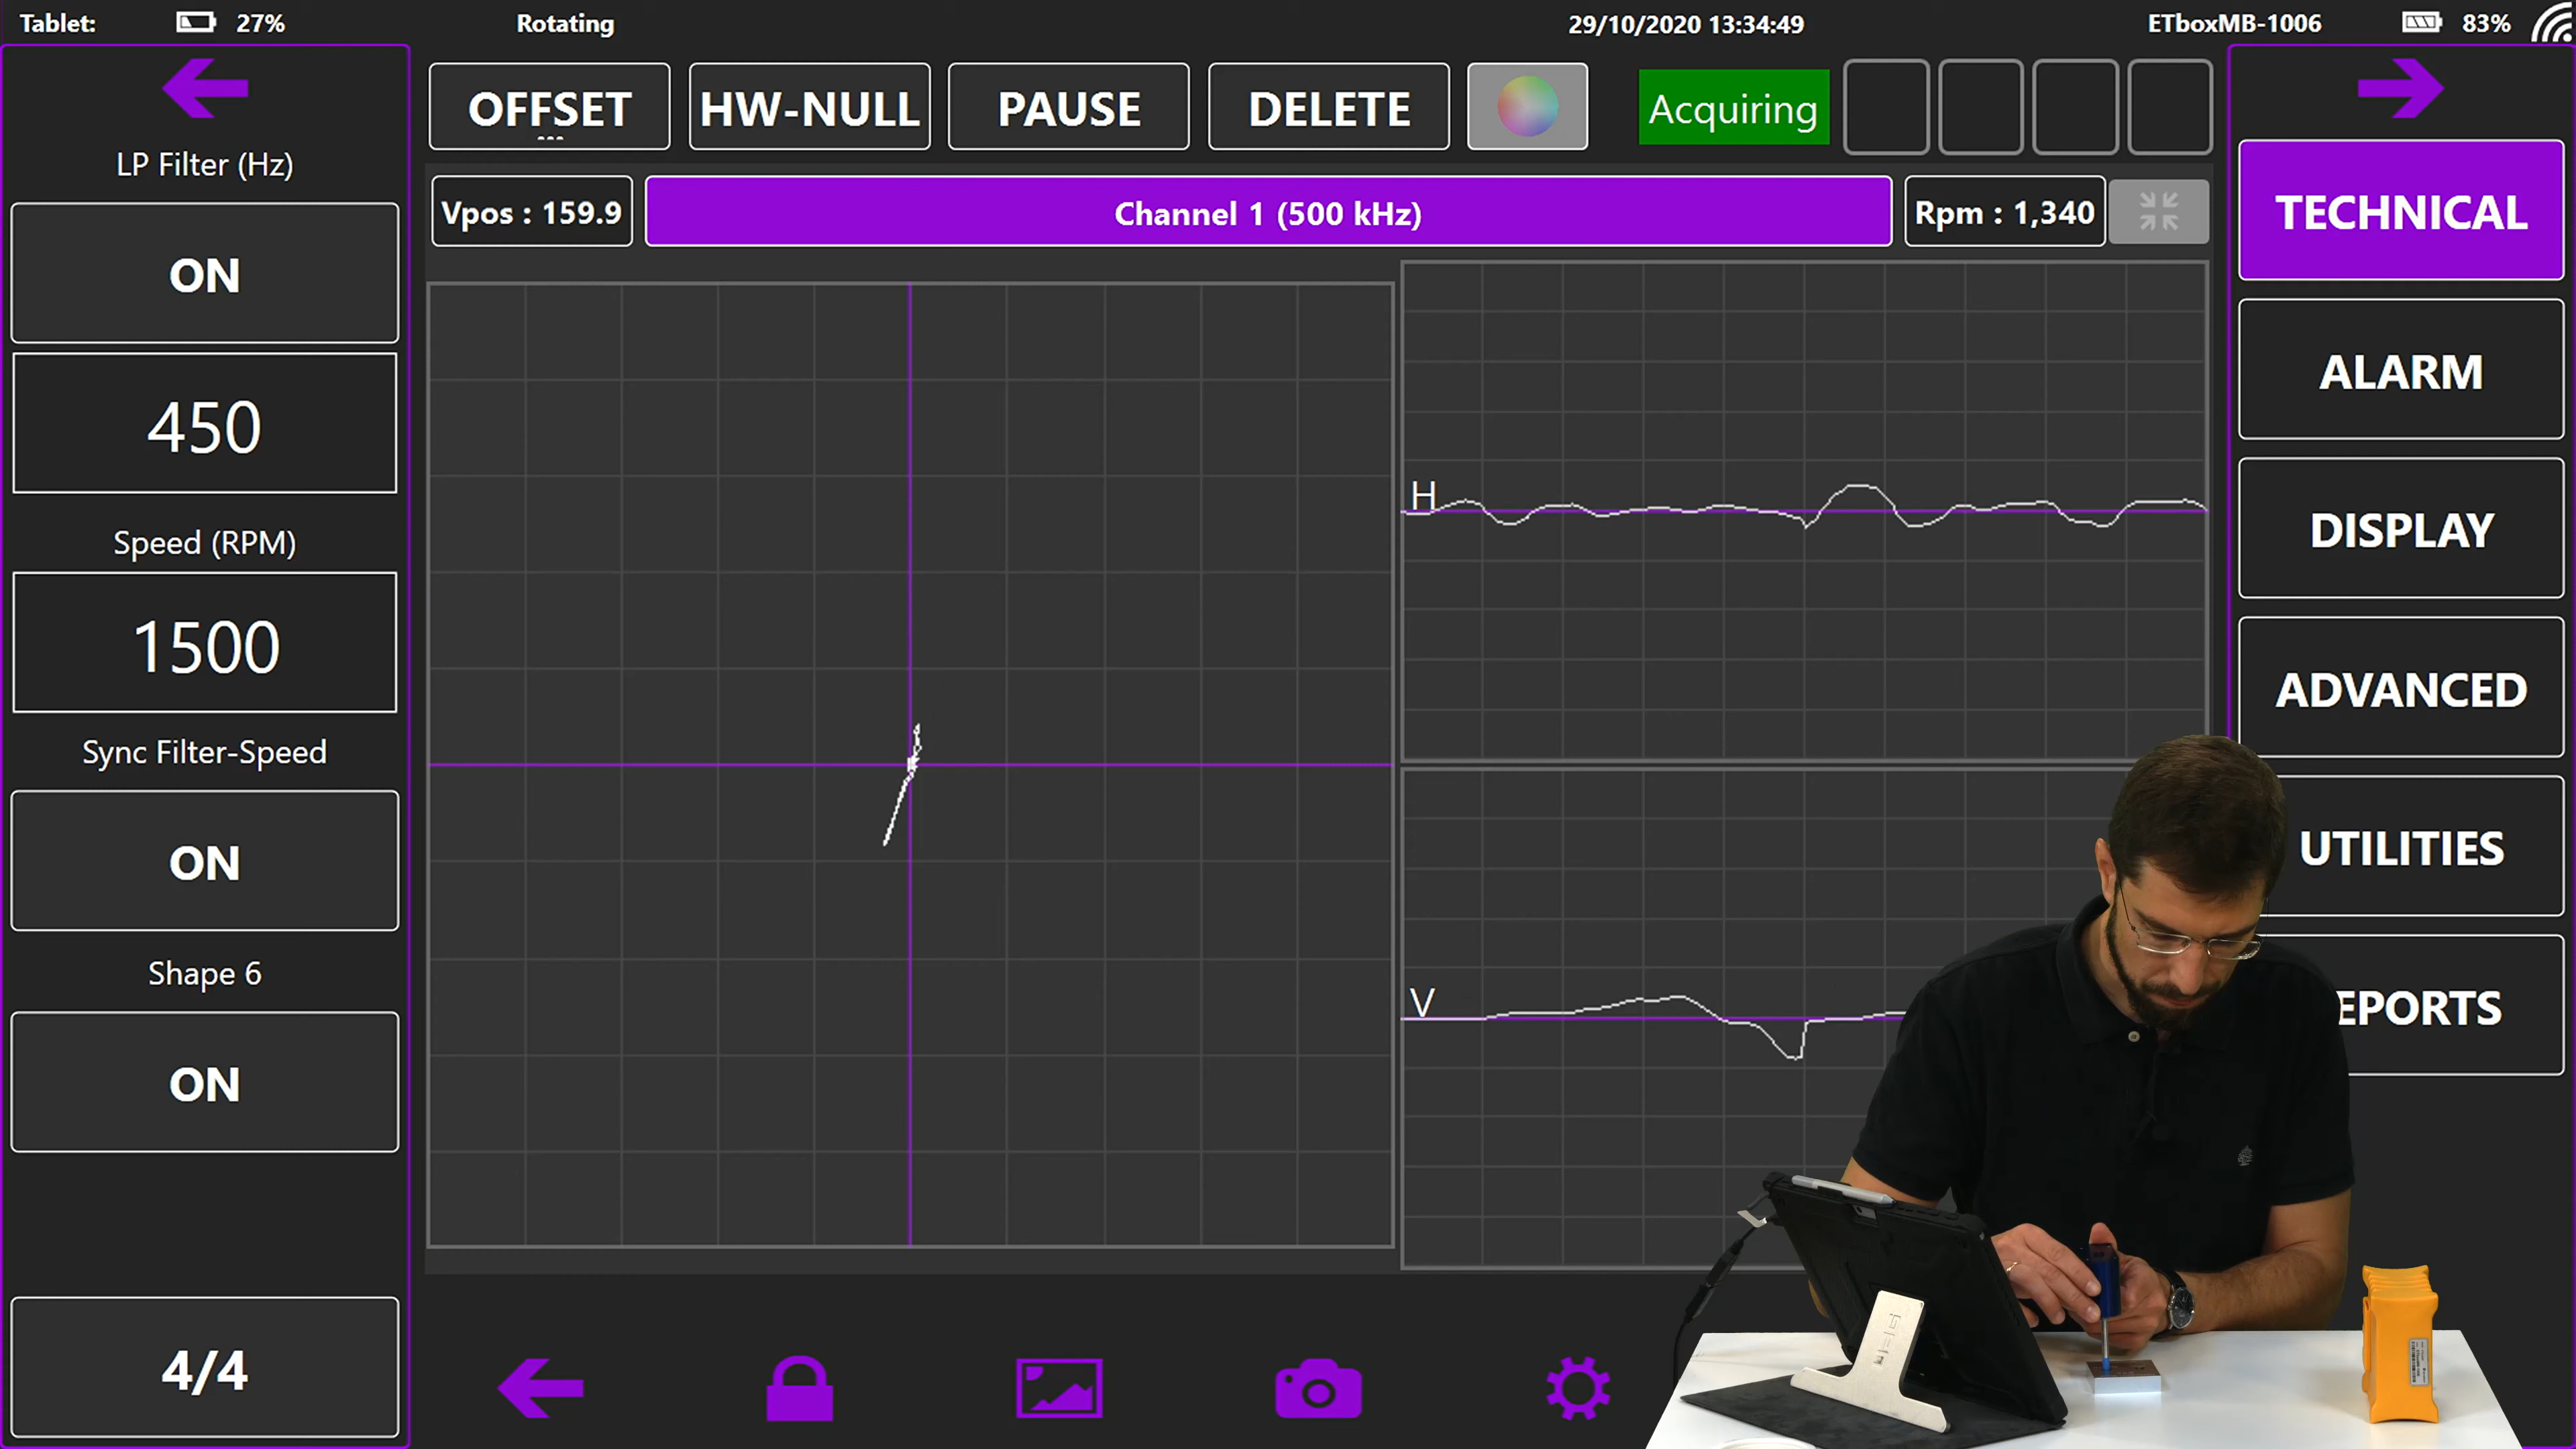 Tablet: 27% Rotating 29/10/2020 13:34:49 ETboxMB-1006 83%
OFFSET HW-NULL PAUSE DELETE Acquiring
...
LP Filter (Hz)
ON
450
Speed (RPM)
1500
Sync Filter-Speed
ON
Shape 6
ON
4/4
Vpos : 159.9 Channel 1 (500 kHz) Rpm : 1,340
H
V
TECHNICAL
ALARM
DISPLAY
ADVANCED
UTILITIES
EPORTS